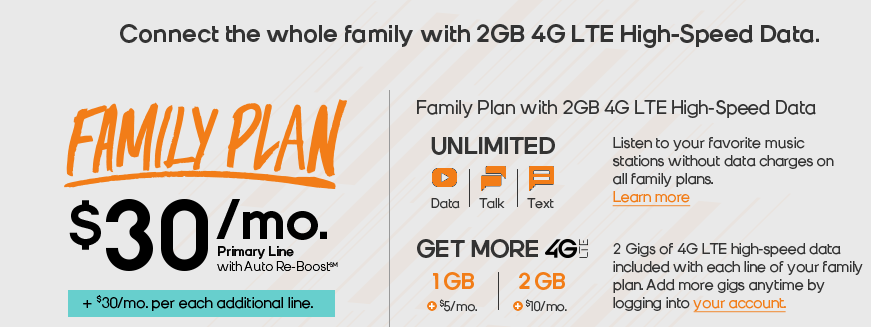 Connect the whole family with 2GB 4G LTE High-Speed Data.
FAMILY PLAN
$30/mo.
Primary Line
with Auto Re-Boost℠
+ $30/mo. per each additional line.
Family Plan with 2GB 4G LTE High-Speed Data
UNLIMITED
Data | Talk | Text
Listen to your favorite music
stations without data charges on
all family plans.
Learn more
GET MORE 4G LTE
1 GB
+ $5/mo.
2 GB
+ $10/mo.
2 Gigs of 4G LTE high-speed data
included with each line of your family
plan. Add more gigs anytime by
logging into your account.